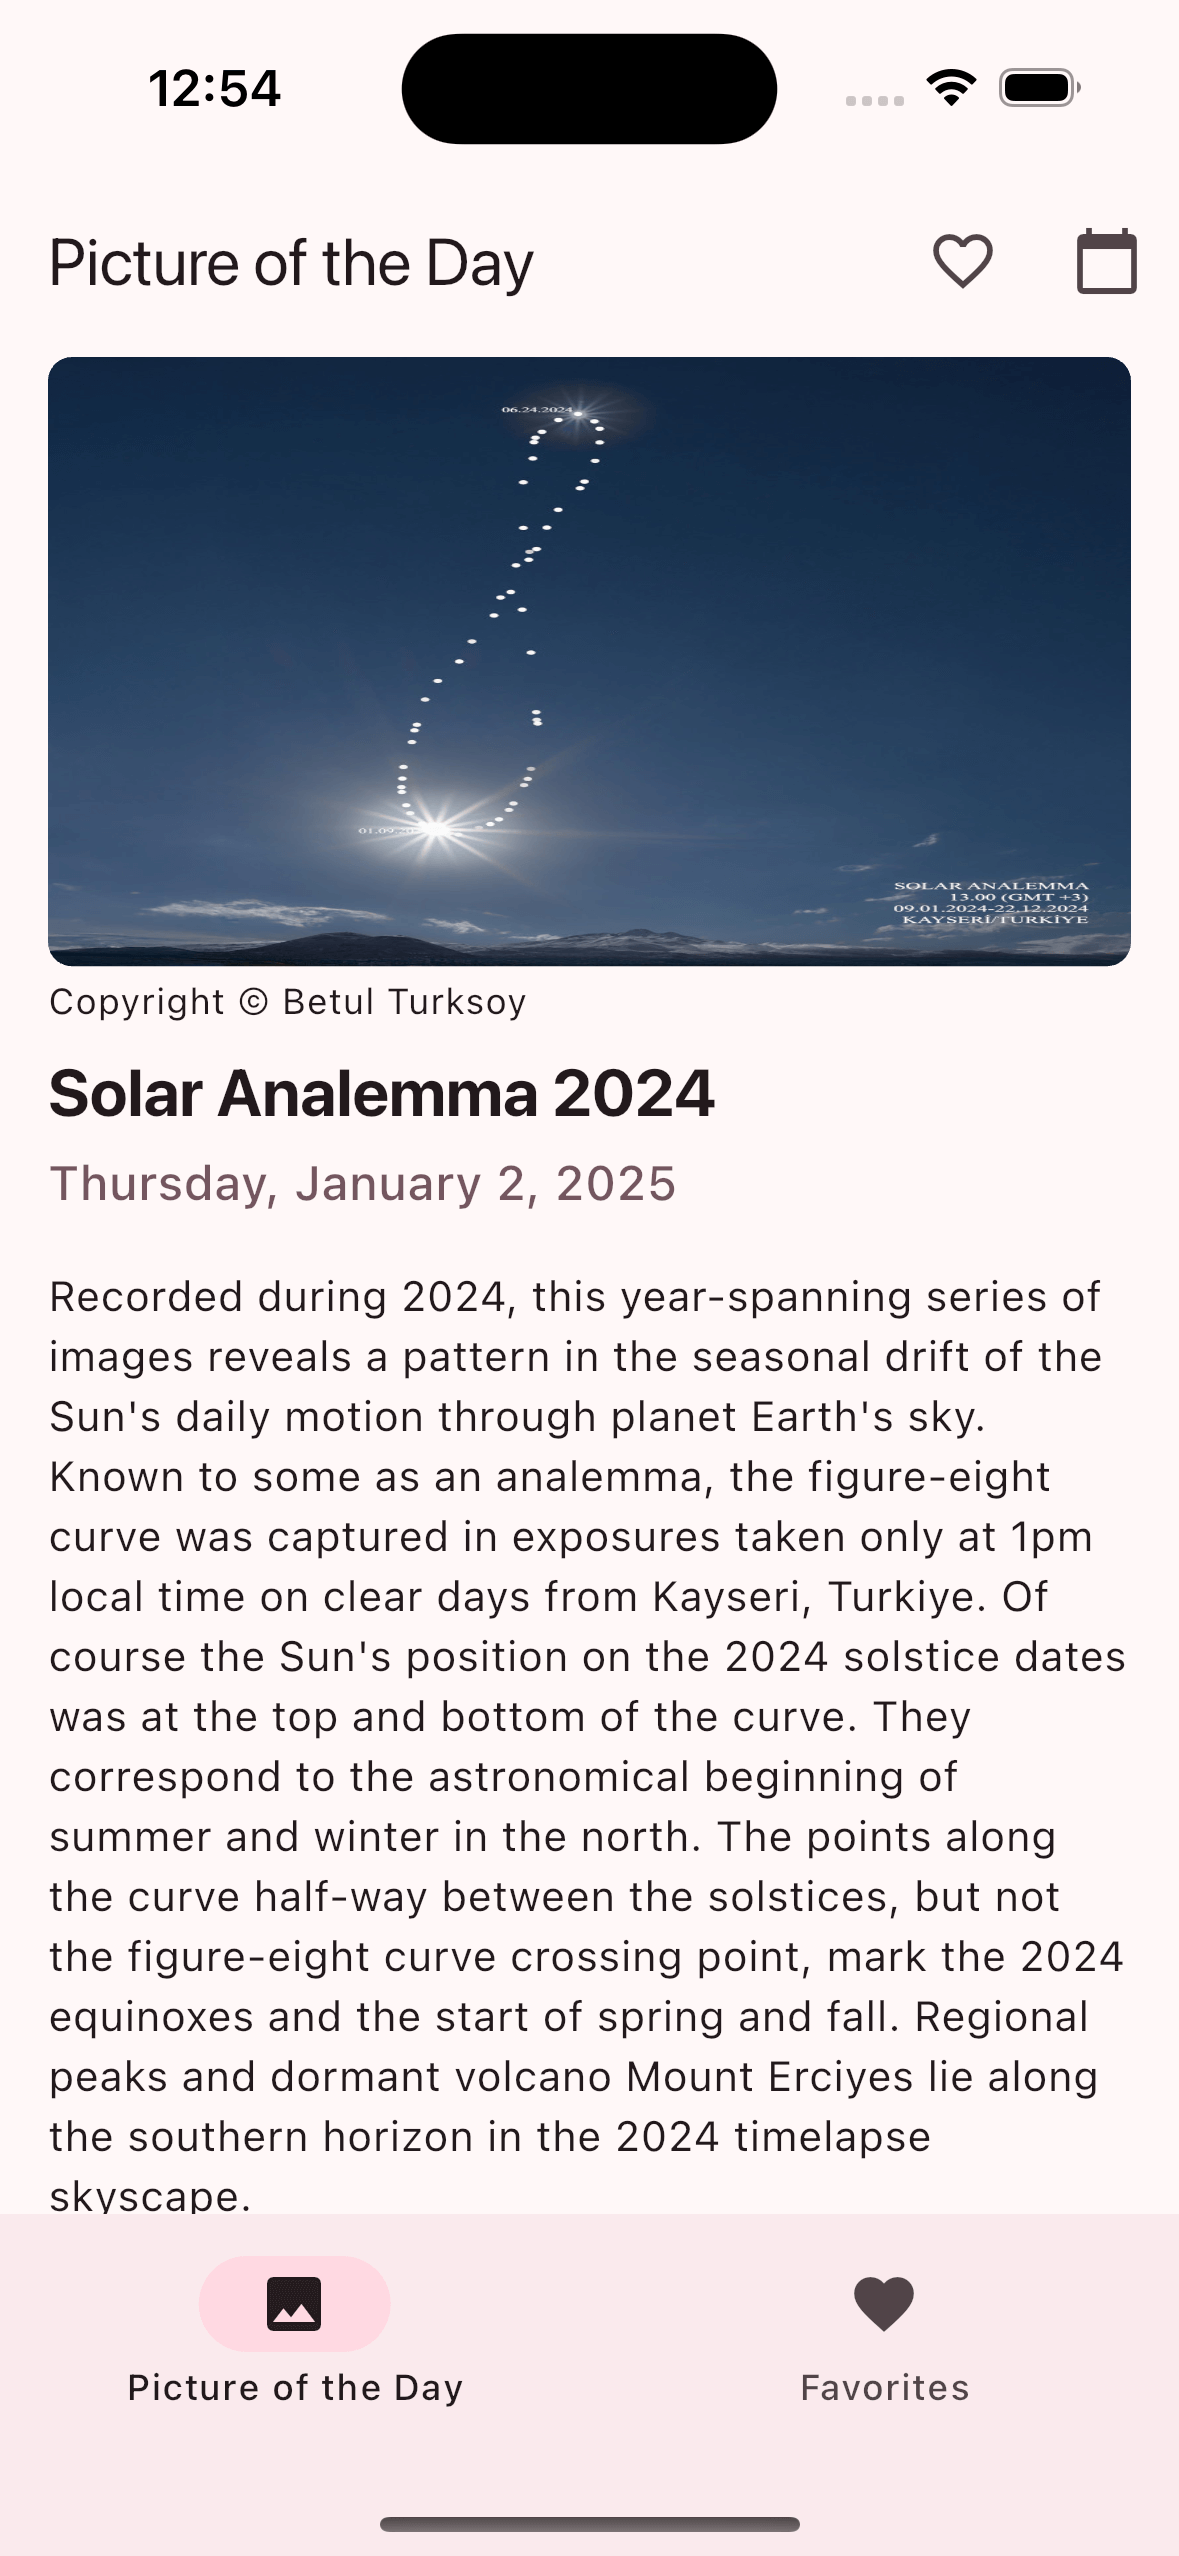 12:54
Picture of the Day
06.24.2024
01.09.
SOLAR ANALEMMA
13.00 (GMT +3)
09.01.2024-22.12.2024
KAYSERİ/TÜRKİYE
Copyright © Betul Turksoy
Solar Analemma 2024
Thursday, January 2, 2025
Recorded during 2024, this year-spanning series of
images reveals a pattern in the seasonal drift of the
Sun's daily motion through planet Earth's sky.
Known to some as an analemma, the figure-eight
curve was captured in exposures taken only at 1pm
local time on clear days from Kayseri, Turkiye. Of
course the Sun's position on the 2024 solstice dates
was at the top and bottom of the curve. They
correspond to the astronomical beginning of
summer and winter in the north. The points along
the curve half-way between the solstices, but not
the figure-eight curve crossing point, mark the 2024
equinoxes and the start of spring and fall. Regional
peaks and dormant volcano Mount Erciyes lie along
the southern horizon in the 2024 timelapse
skyscape.
Picture of the Day
Favorites